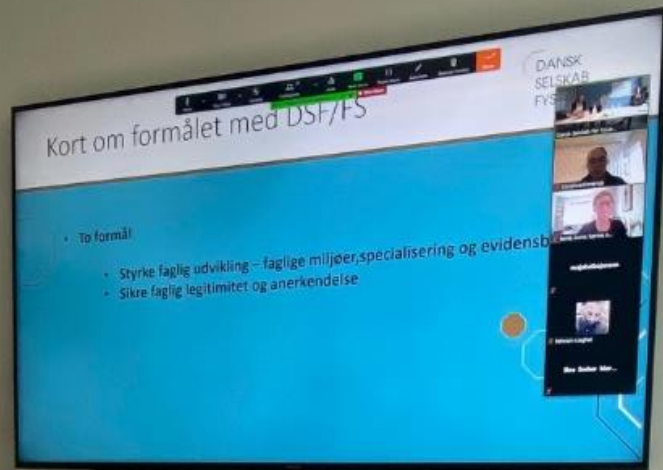 DANSK
SELSKAB
FYS
Kort om formålet med DSF/FS
To formål
Styrke faglig udvikling – faglige miljøer,specialisering og evidensb
Sikre faglig legitimitet og anerkendelse